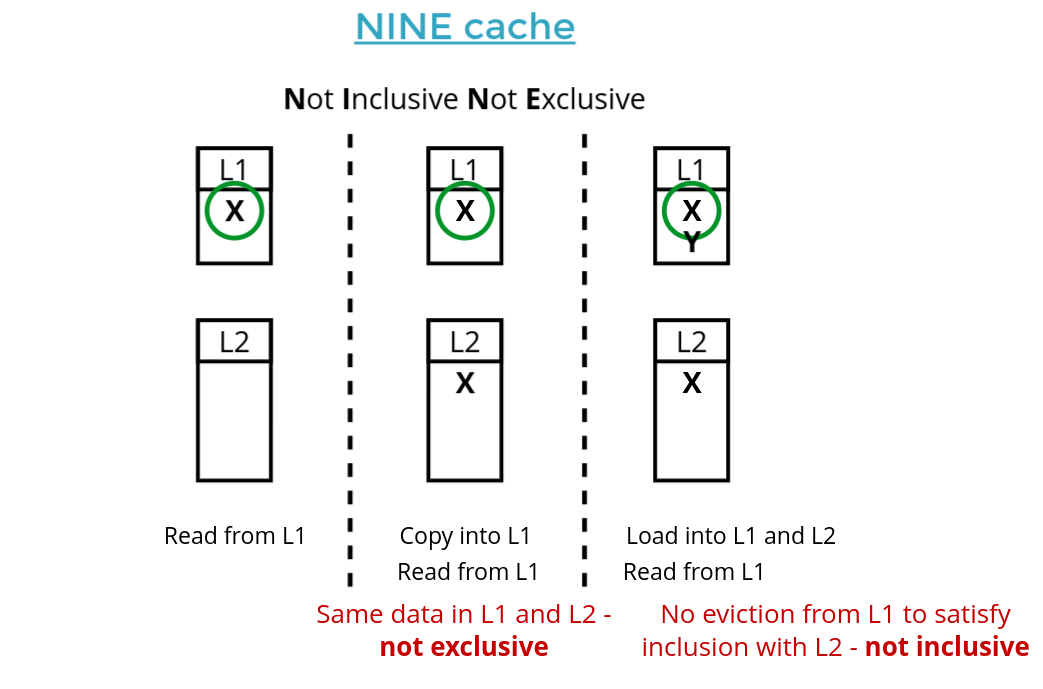 NINE cache
Not Inclusive Not Exclusive
L1
X
L2
Read from L1
L1
X
L2
X
Copy into L1
Read from L1
Same data in L1 and L2 -
not exclusive
L1
X
Y
L2
X
Load into L1 and L2
Read from L1
No eviction from L1 to satisfy
inclusion with L2 - not inclusive